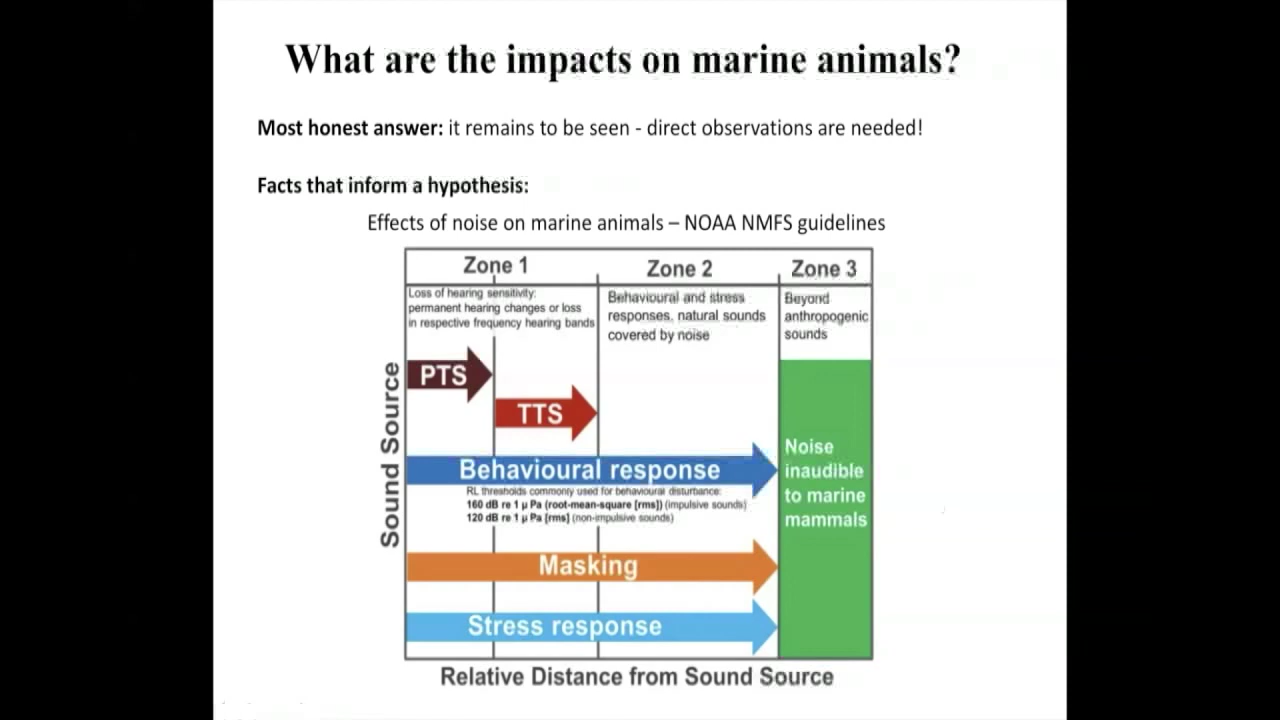 What are the impacts on marine animals?
Most honest answer: it remains to be seen - direct observations are needed!
Facts that inform a hypothesis:
Effects of noise on marine animals – NOAA NMFS guidelines
Zone 1
Zone 2
Zone 3
Loss of hearing sensitivity:
permanent hearing changes or loss
in respective frequency hearing bands
Behavioural and stress
responses, natural sounds
covered by noise
Beyond
anthropogenic
sounds
PTS
TTS
Behavioural response
RL thresholds commonly used for behavioural disturbance:
160 dB re 1 µ Pa (root-mean-square [rms]) (impulsive sounds)
120 dB re 1 µ Pa [rms] (non-impulsive sounds)
Masking
Stress response
Noise
inaudible
to marine
mammals
Sound Source
Relative Distance from Sound Source